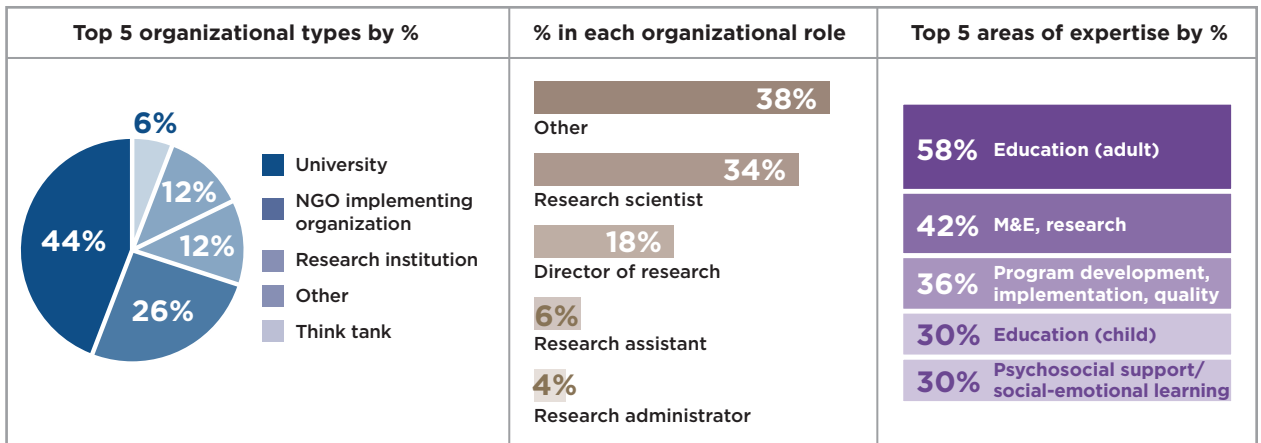 Top 5 organizational types by %
6%
12%
12%
26%
44%
University
NGO implementing
organization
Research institution
Other
Think tank
% in each organizational role
38%
Other
34%
Research scientist
18%
Director of research
6%
Research assistant
4%
Research administrator
Top 5 areas of expertise by %
58% Education (adult)
42% M&E, research
36% Program development,
implementation, quality
30% Education (child)
30% Psychosocial support/
social-emotional learning